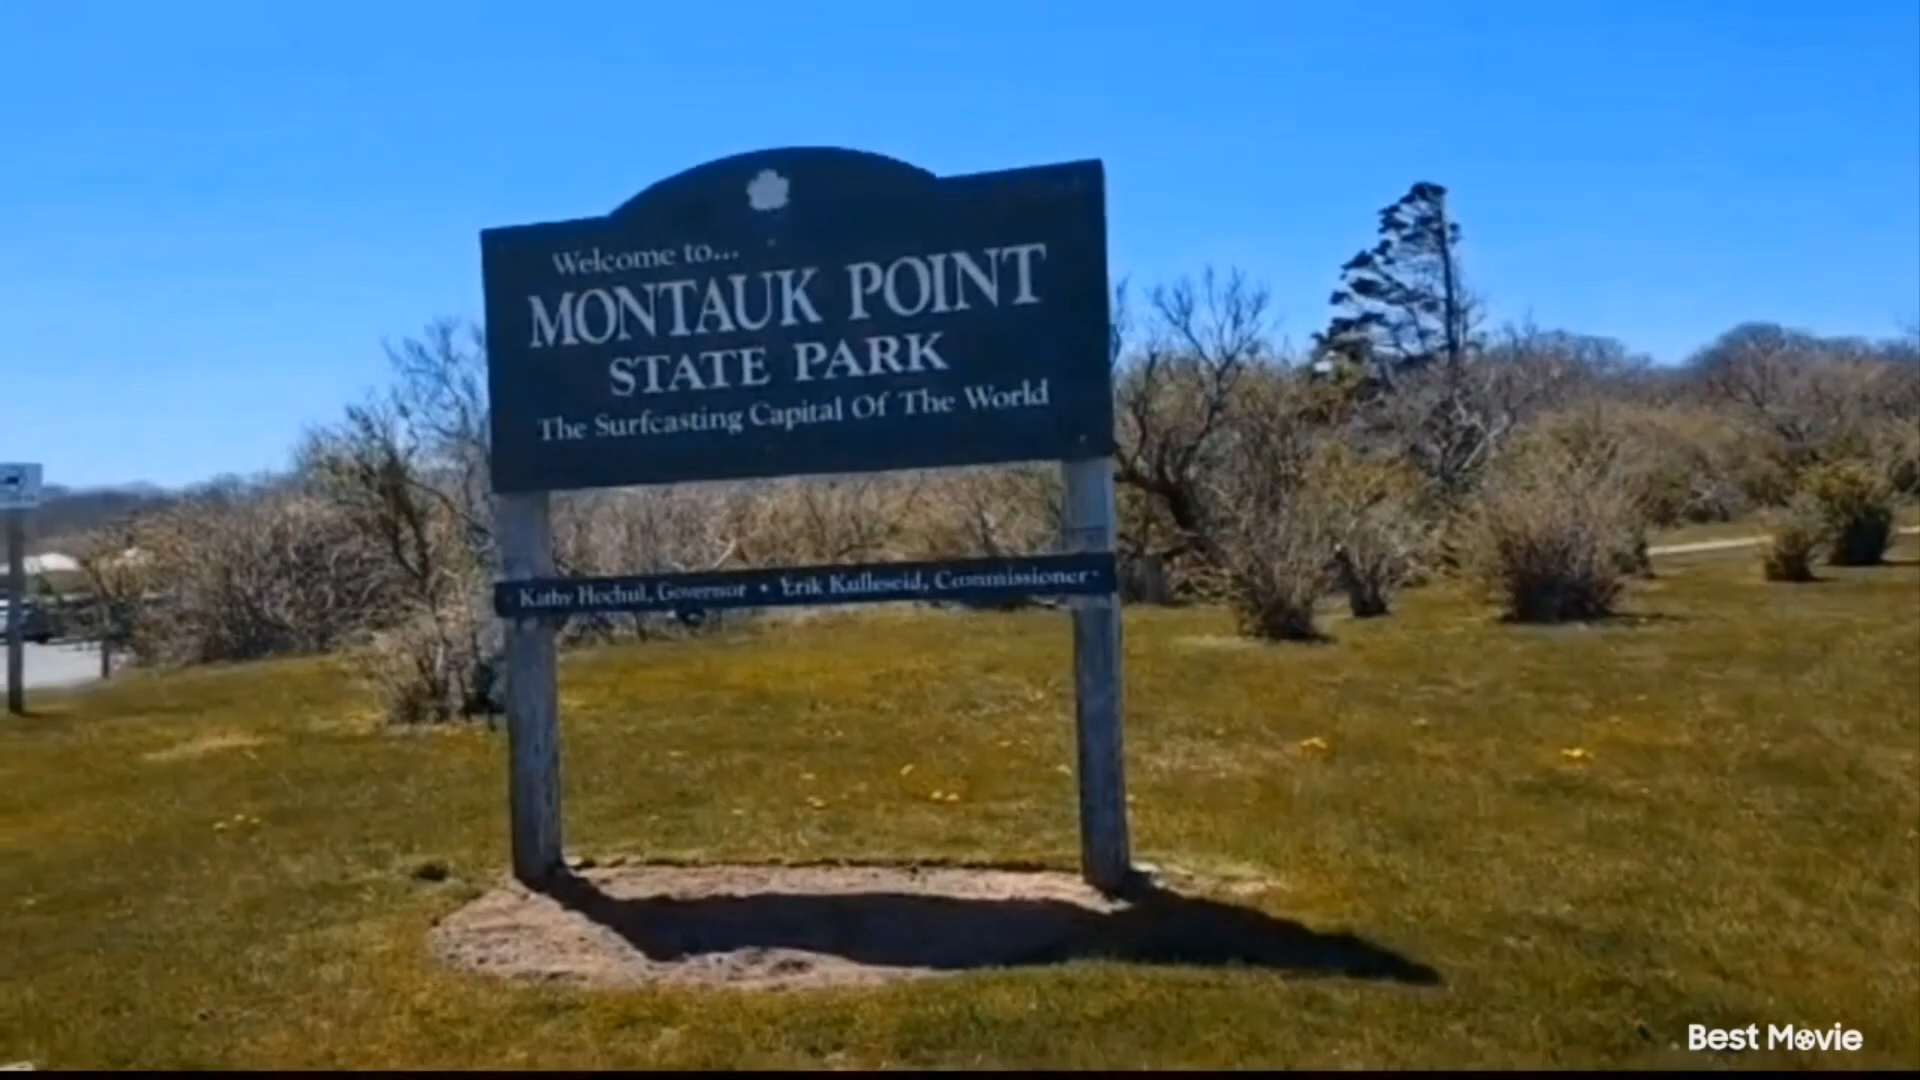 Welcome to...
MONTAUK POINT
STATE PARK
The Surfcasting Capital Of The World
Kathy Hochul, Governor • Erik Kulleseid, Commissioner
Best Movie